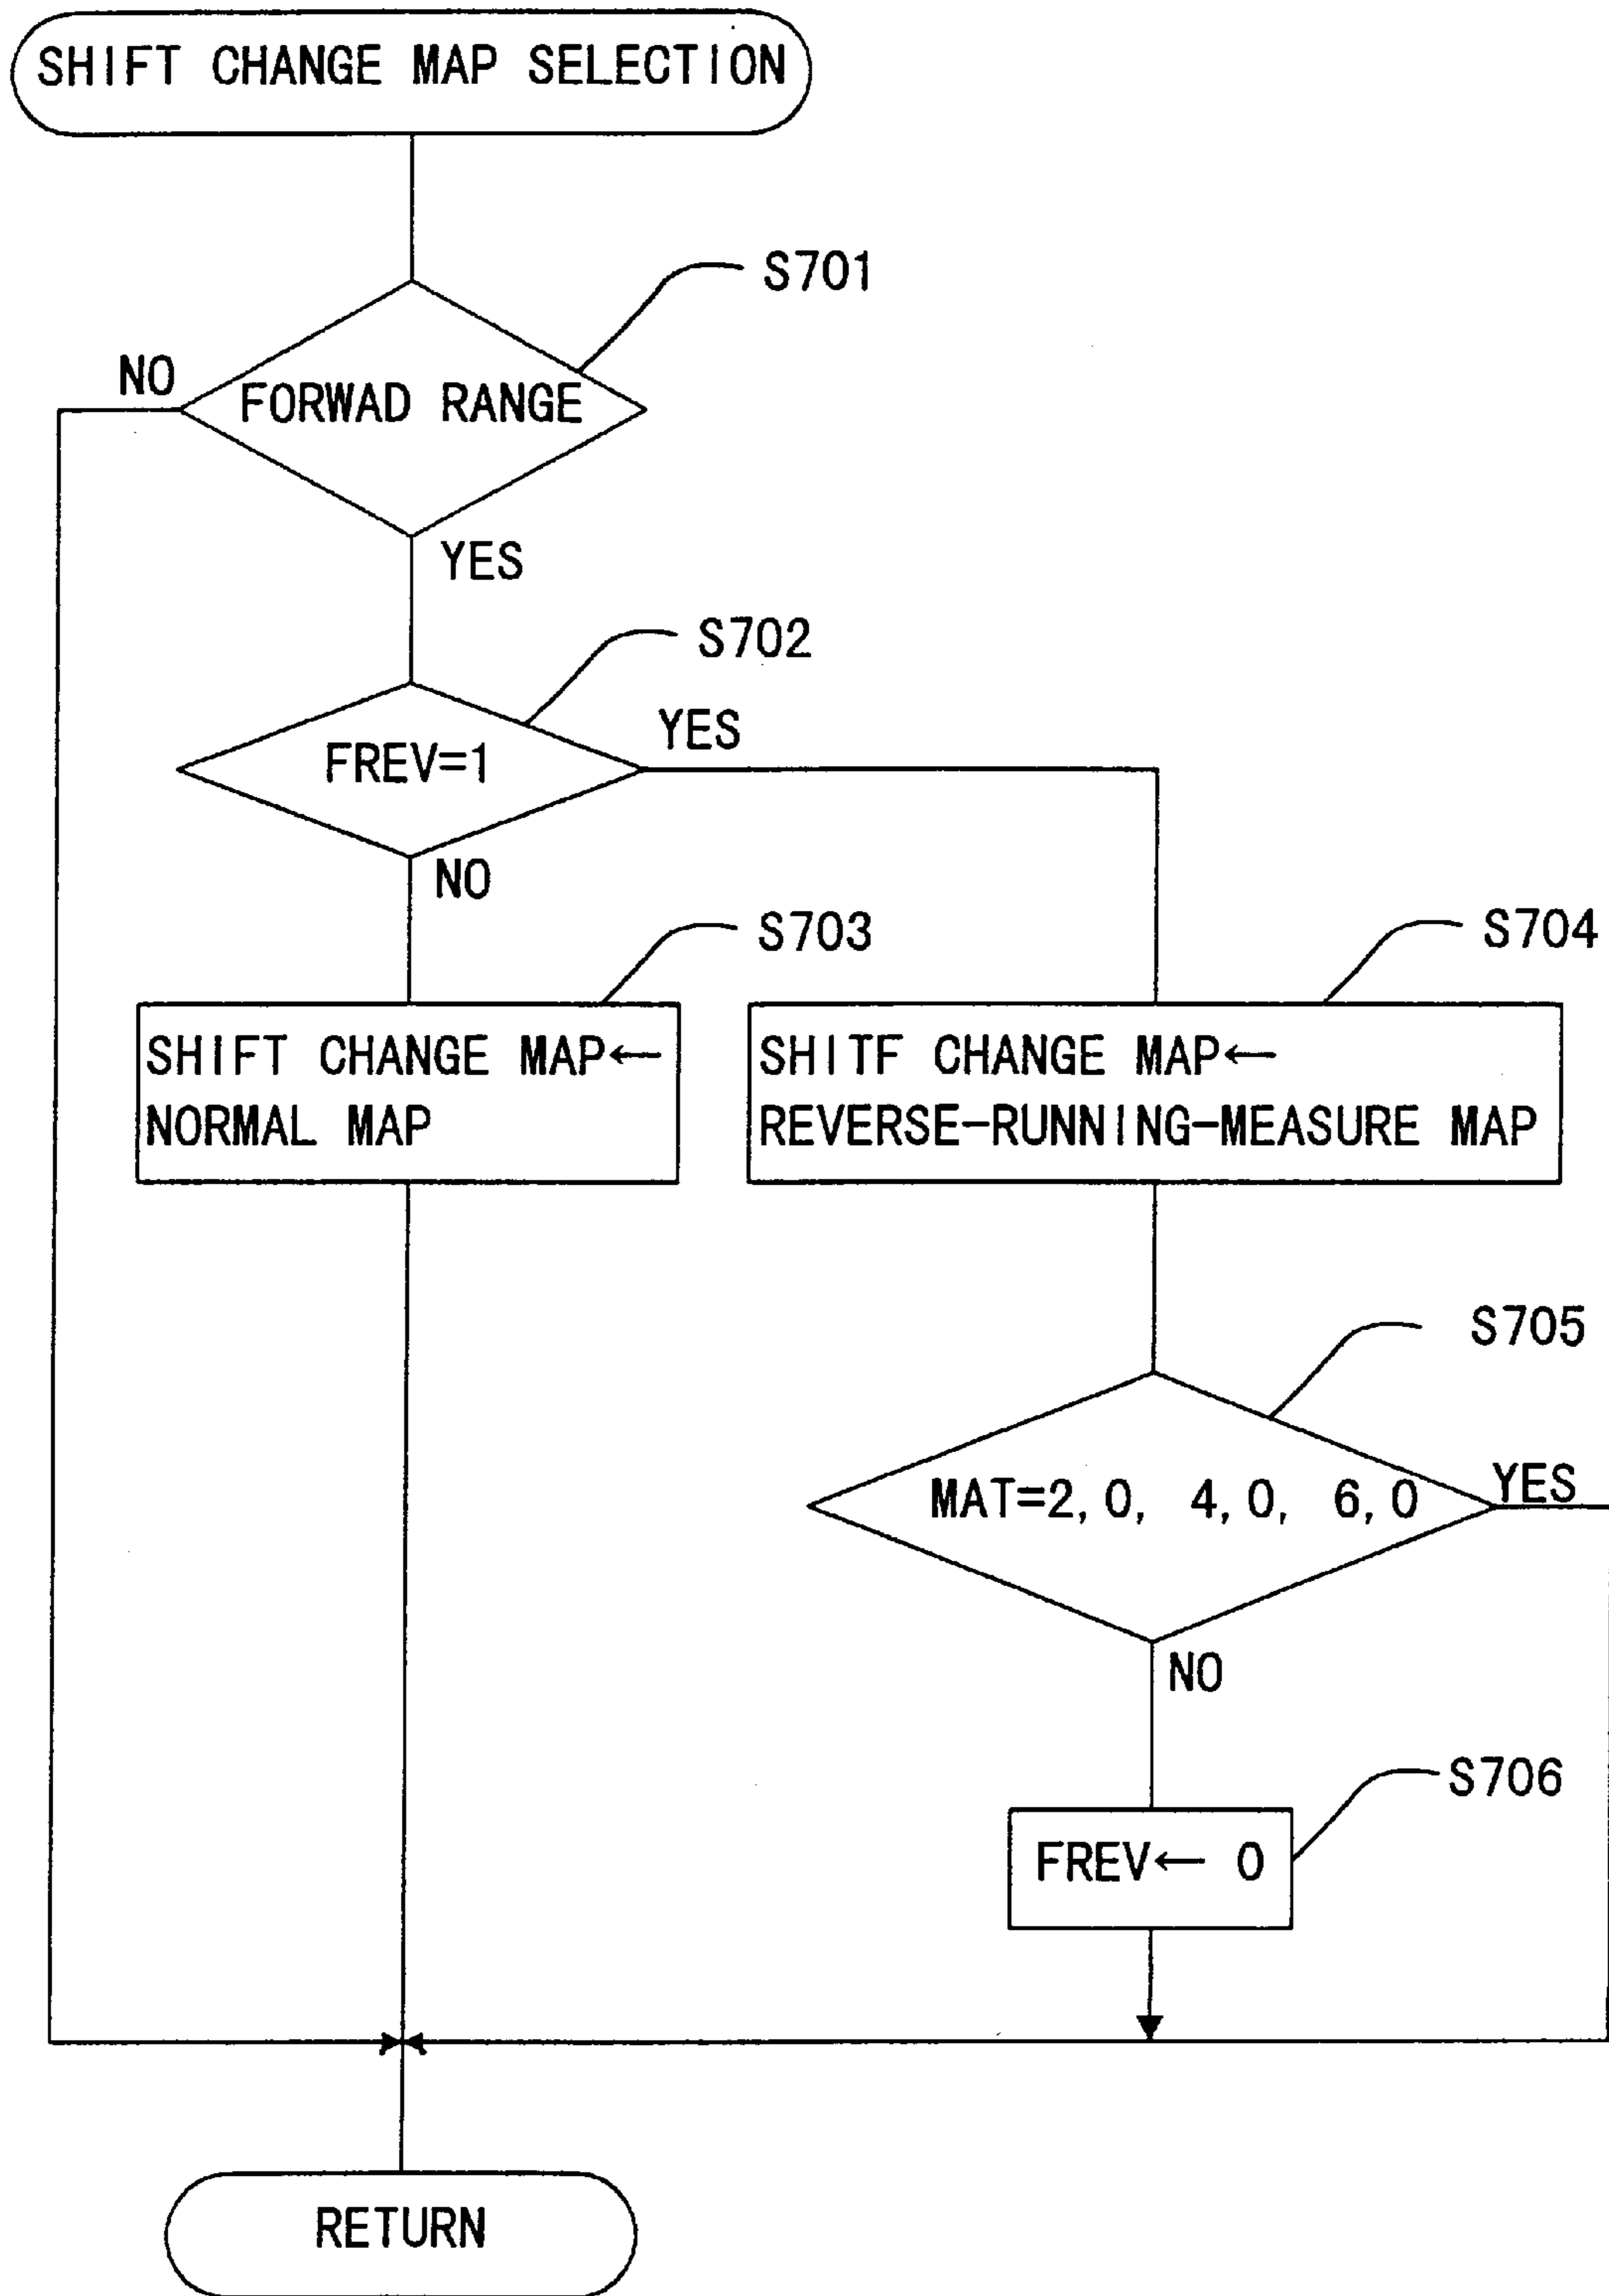 SHIFT CHANGE MAP SELECTION
S701
NO
FORWAD RANGE
YES
S702
YES
FREV=1
NO
S703
S704
SHIFT CHANGE MAP←
NORMAL MAP
SHITF CHANGE MAP←
REVERSE-RUNNING-MEASURE MAP
S705
MAT=2,0, 4,0, 6,0
YES
NO
S706
FREV← 0
RETURN